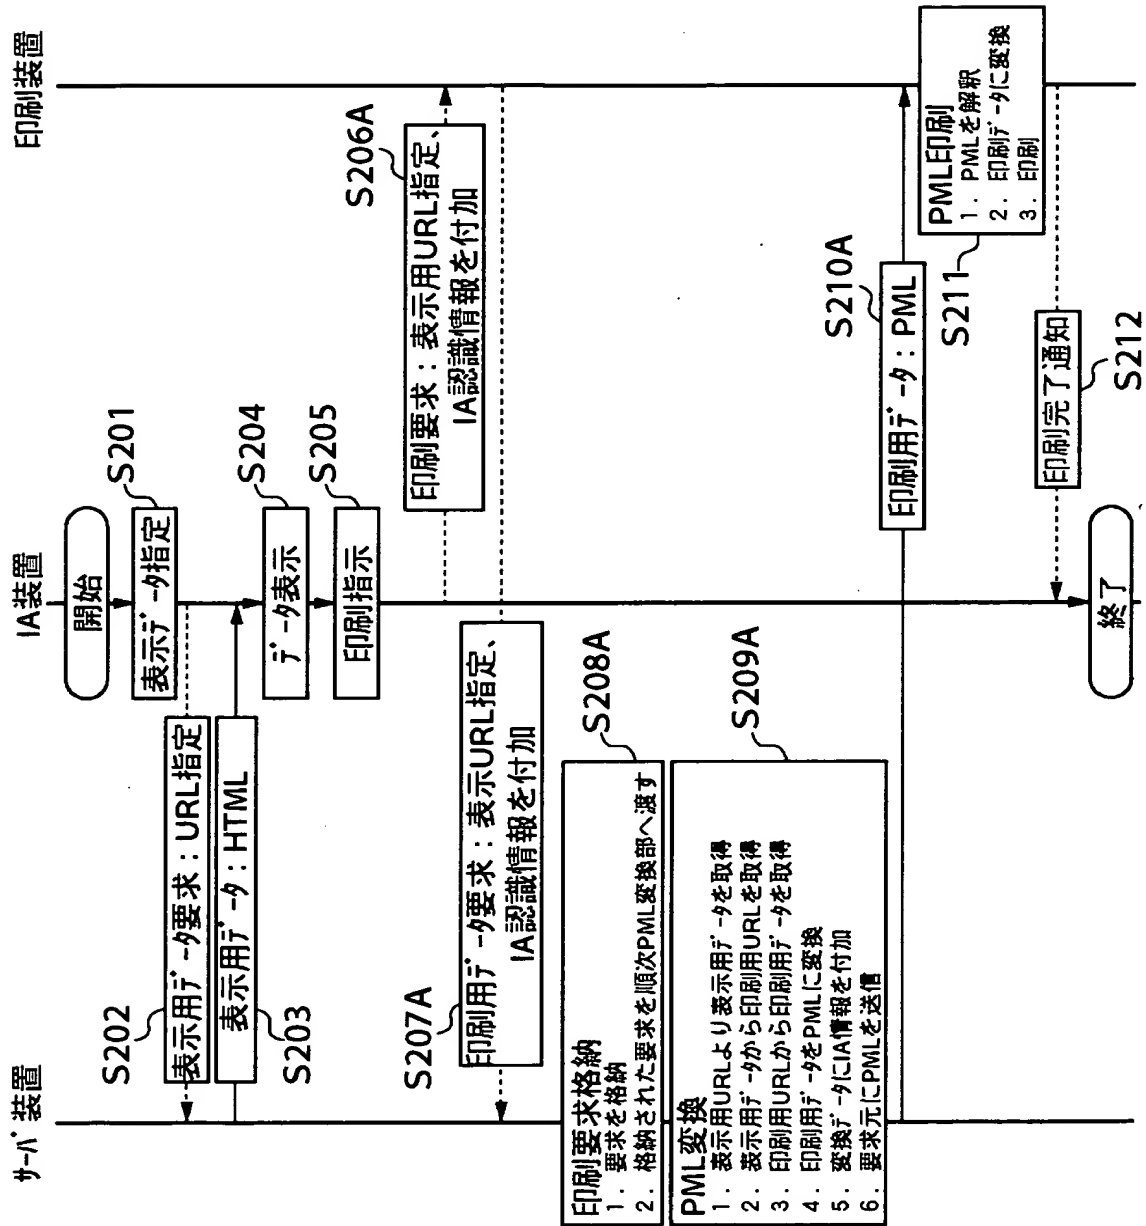 サーバ装置
IA装置
印刷装置
開始
表示データ指定
S201
表示用データ要求：URL指定
S202
表示用データ：HTML
S203
データ表示
S204
印刷指示
S205
印刷要求：表示用URL指定、
IA認識情報を付加
S206A
印刷用データ要求：表示URL指定、
IA認識情報を付加
S207A
印刷要求格納
1．要求を格納
2．格納された要求を順次PML変換部へ渡す
S208A
PML変換
1．表示用URLより表示用データを取得
2．表示用データから印刷用URLを取得
3．印刷用URLから印刷用データを取得
4．印刷用データをPMLに変換
5．変換データにIA情報を付加
6．要求元にPMLを送信
S209A
印刷用データ：PML
S210A
PML印刷
1．PMLを解釈
2．印刷データに変換
3．印刷
S211
印刷完了通知
S212
終了